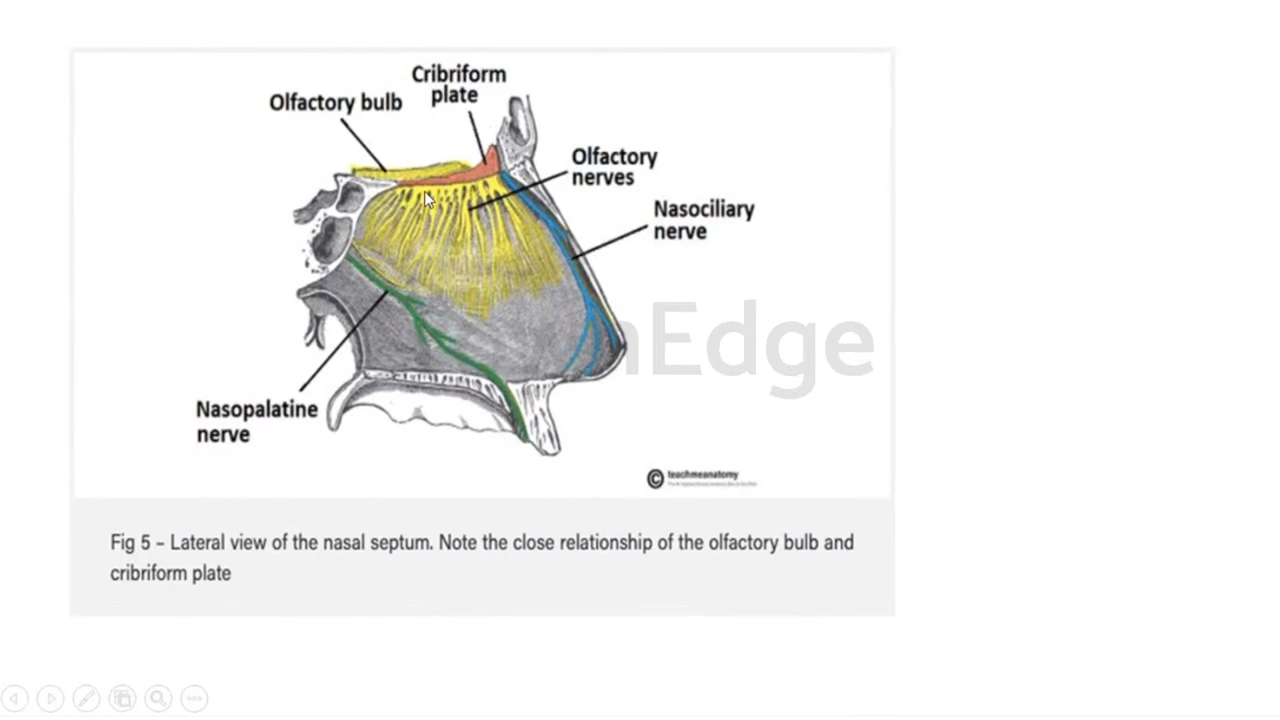 Cribriform
plate
Olfactory bulb
Olfactory
nerves
Nasociliary
nerve
Edge
Nasopalatine
nerve
© teachmeanatomy
Fig 5 – Lateral view of the nasal septum. Note the close relationship of the olfactory bulb and
cribriform plate